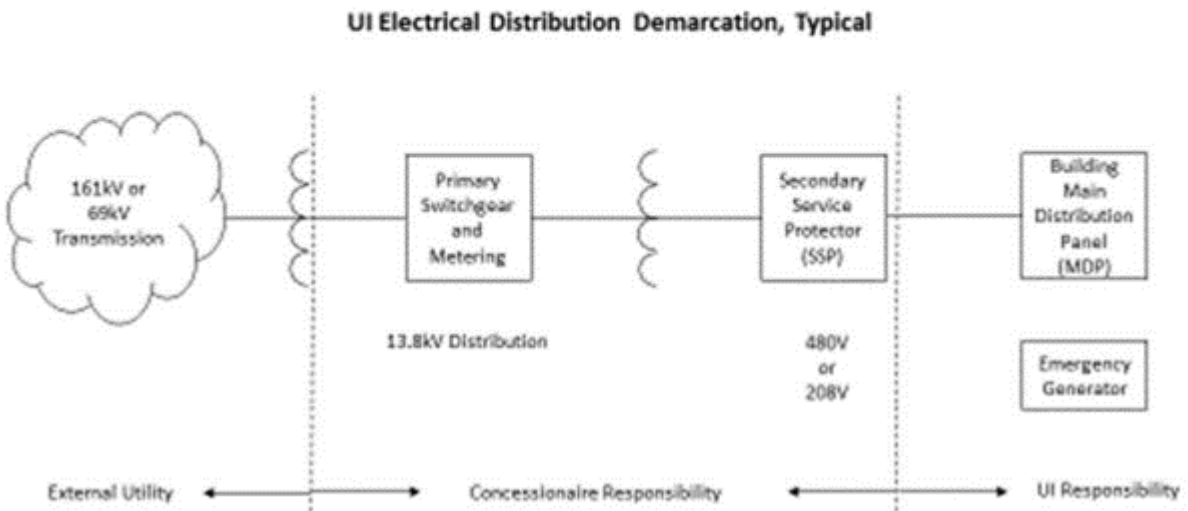 UI Electrical Distribution Demarcation, Typical
161kV or
69kV
Transmission
Primary
Switchgear
and
Metering
Secondary
Service
Protector
(SSP)
Building
Main
Distribution
Panel
(MDP)
13.8kV Distribution
480V
or
208V
Emergency
Generator
External Utility
Concessionaire Responsibility
UI Responsibility